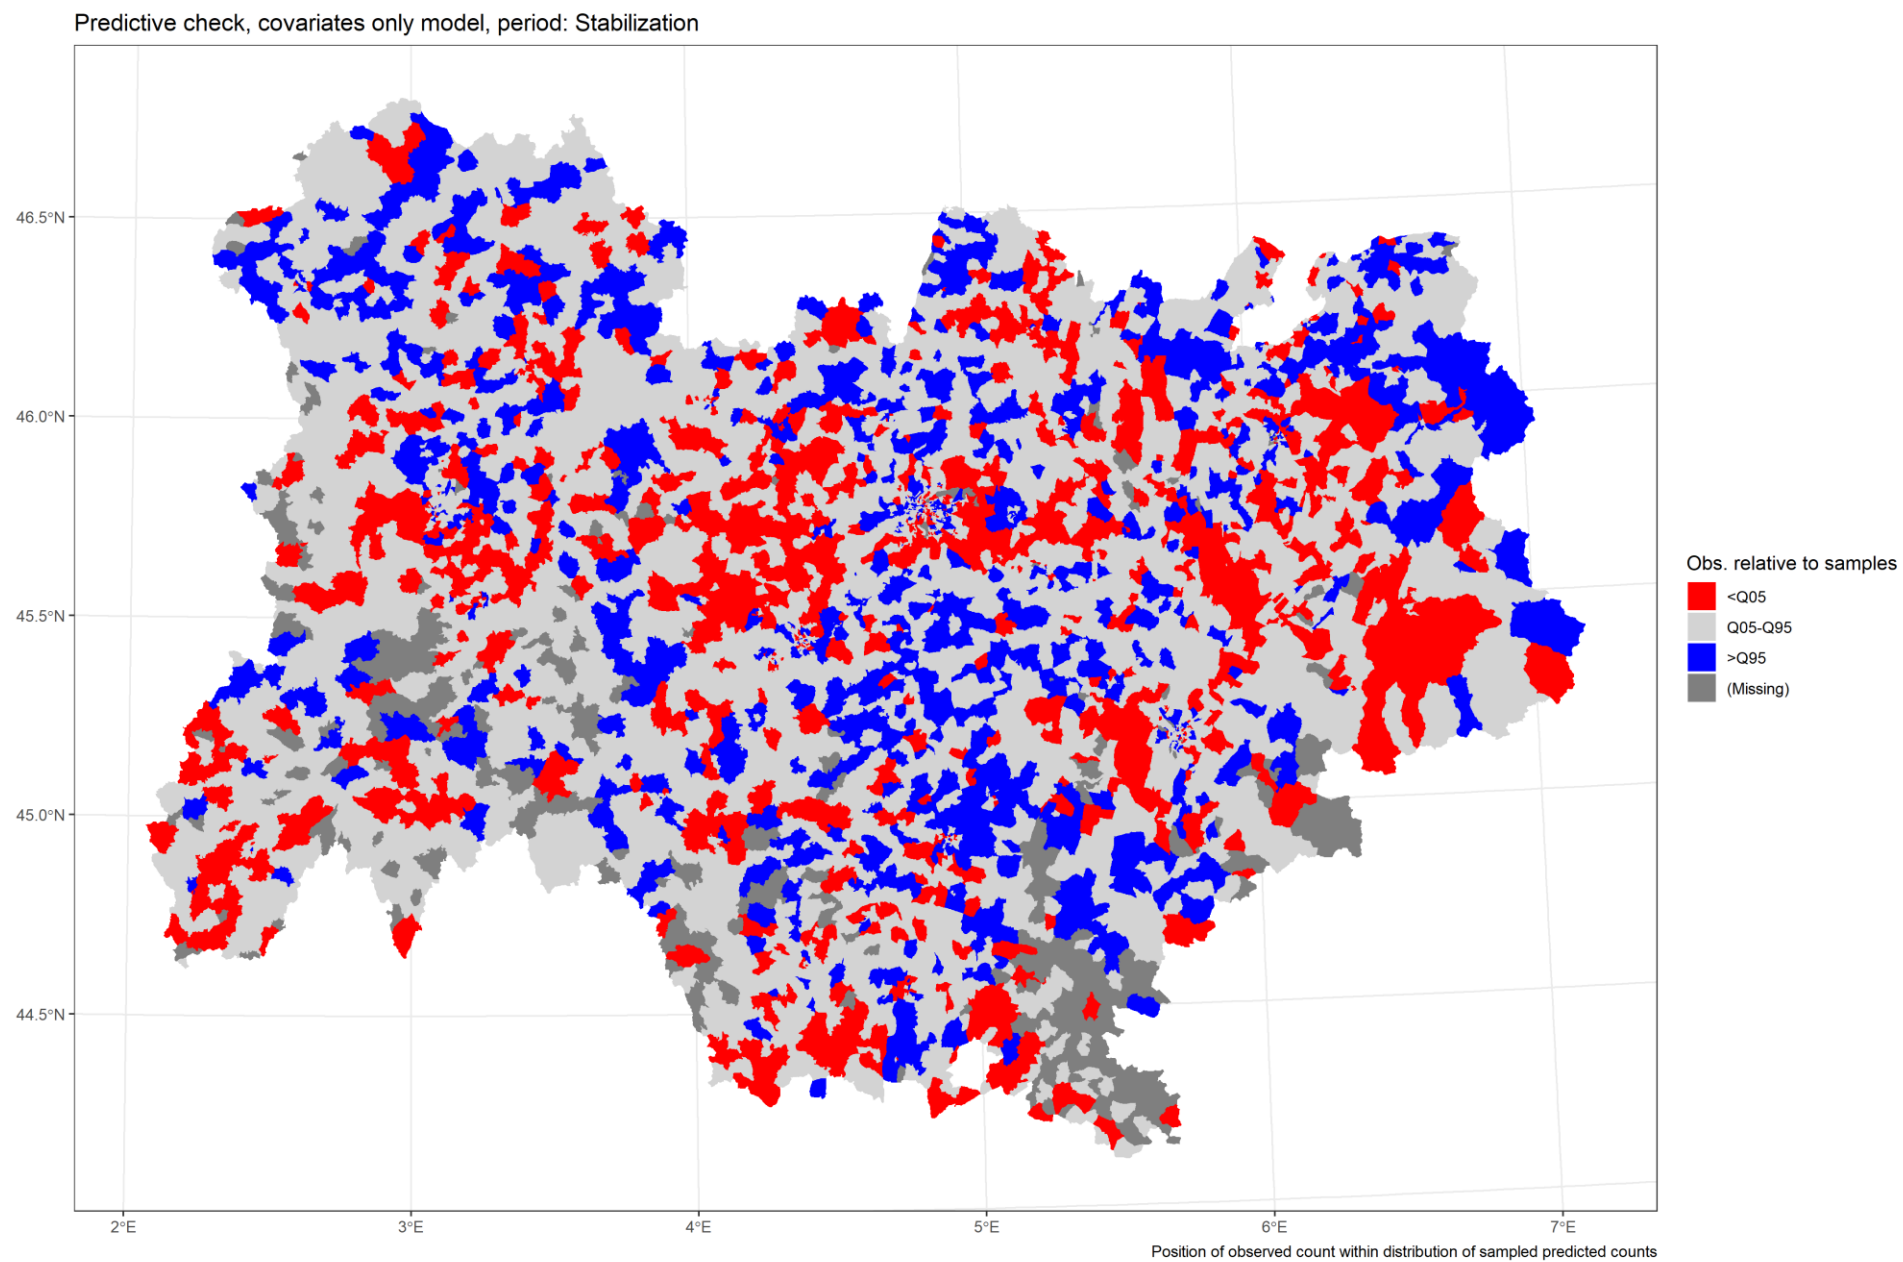 Predictive check, covariates only model, period: Stabilization
46.5°N
46.0°N
45.5°N
45.0°N
44.5°N
2°E
3°E
4°E
5°E
6°E
7°E
Position of observed count within distribution of sampled predicted counts
Obs. relative to samples
<Q05
Q05-Q95
>Q95
(Missing)